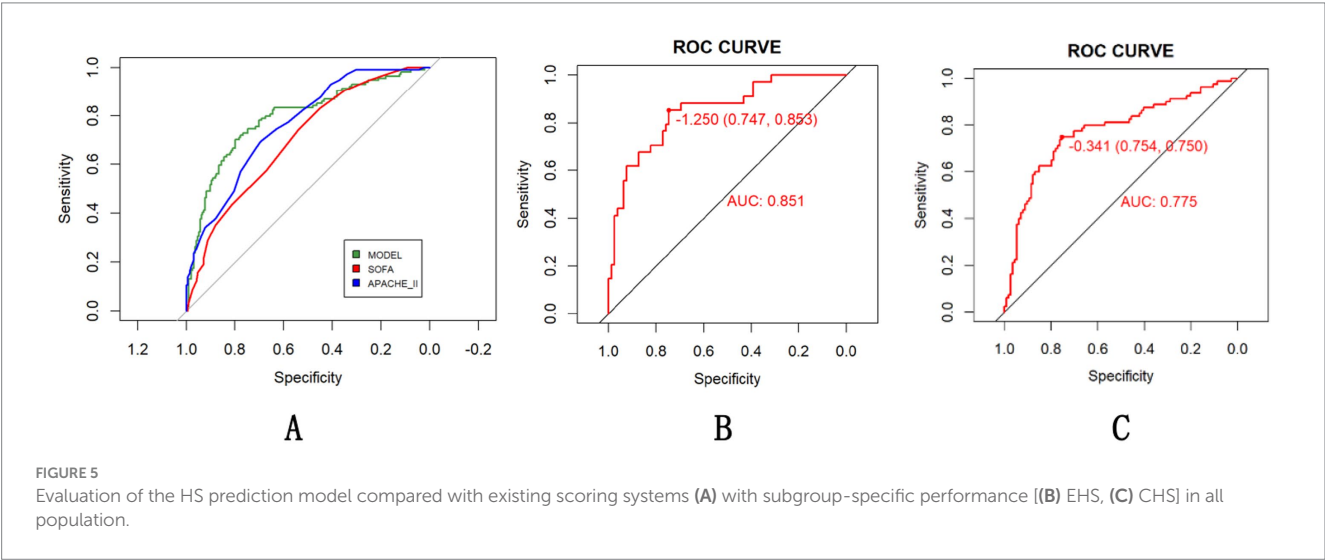 Sensitivity
0.0 0.2 0.4 0.6 0.8 1.0
MODEL
SOFA
APACHE_II
1.2 1.0 0.8 0.6 0.4 0.2 0.0 -0.2
Specificity
A
ROC CURVE
Sensitivity
0.0 0.2 0.4 0.6 0.8 1.0
-1.250 (0.747, 0.853)
AUC: 0.851
1.0 0.8 0.6 0.4 0.2 0.0
Specificity
B
ROC CURVE
Sensitivity
0.0 0.2 0.4 0.6 0.8 1.0
-0.341 (0.754, 0.750)
AUC: 0.775
1.0 0.8 0.6 0.4 0.2 0.0
Specificity
C
FIGURE 5
Evaluation of the HS prediction model compared with existing scoring systems (A) with subgroup-specific performance [(B) EHS, (C) CHS] in all
population.